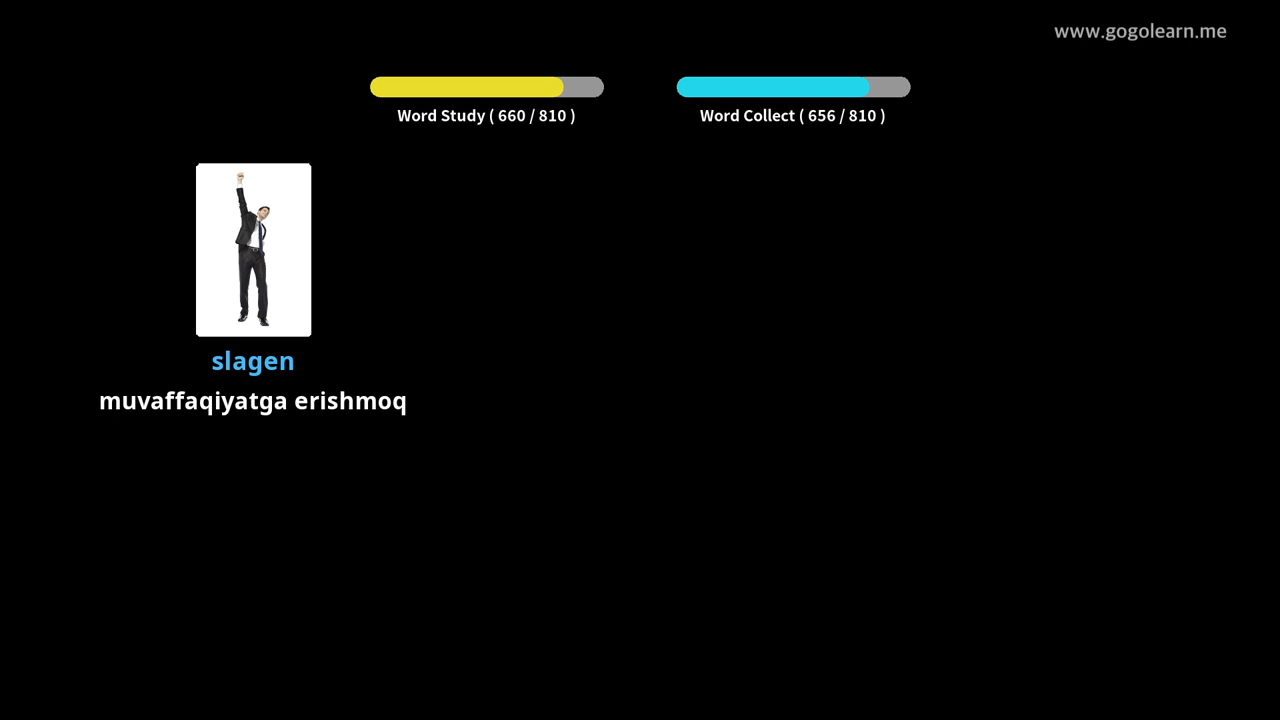 www.gogolearn.me
Word Study ( 660 / 810 )
Word Collect ( 656 / 810 )
slagen
muvaffaqiyatga erishmoq